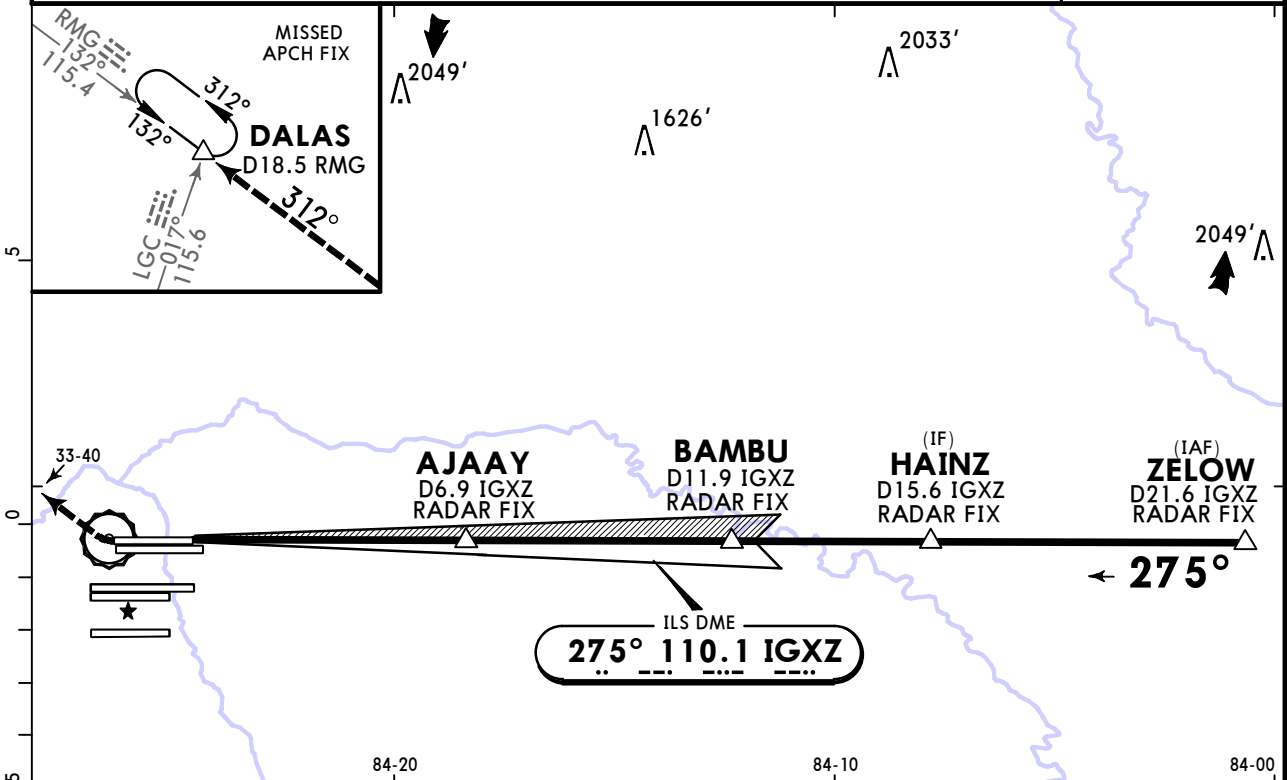 RMG
132°
115.4
MISSED
APCH FIX
312°
132°
DALAS
D18.5 RMG
312°
LGC
017°
115.6
2049’
1626’
2033’
2049’
5
0
5
33-40
AJAAY
D6.9 IGXZ
RADAR FIX
BAMBU
D11.9 IGXZ
RADAR FIX
(IF)
HAINZ
D15.6 IGXZ
RADAR FIX
(IAF)
ZELOW
D21.6 IGXZ
RADAR FIX
275°
ILS DME
275° 110.1 IGXZ
84-20
84-10
84-00